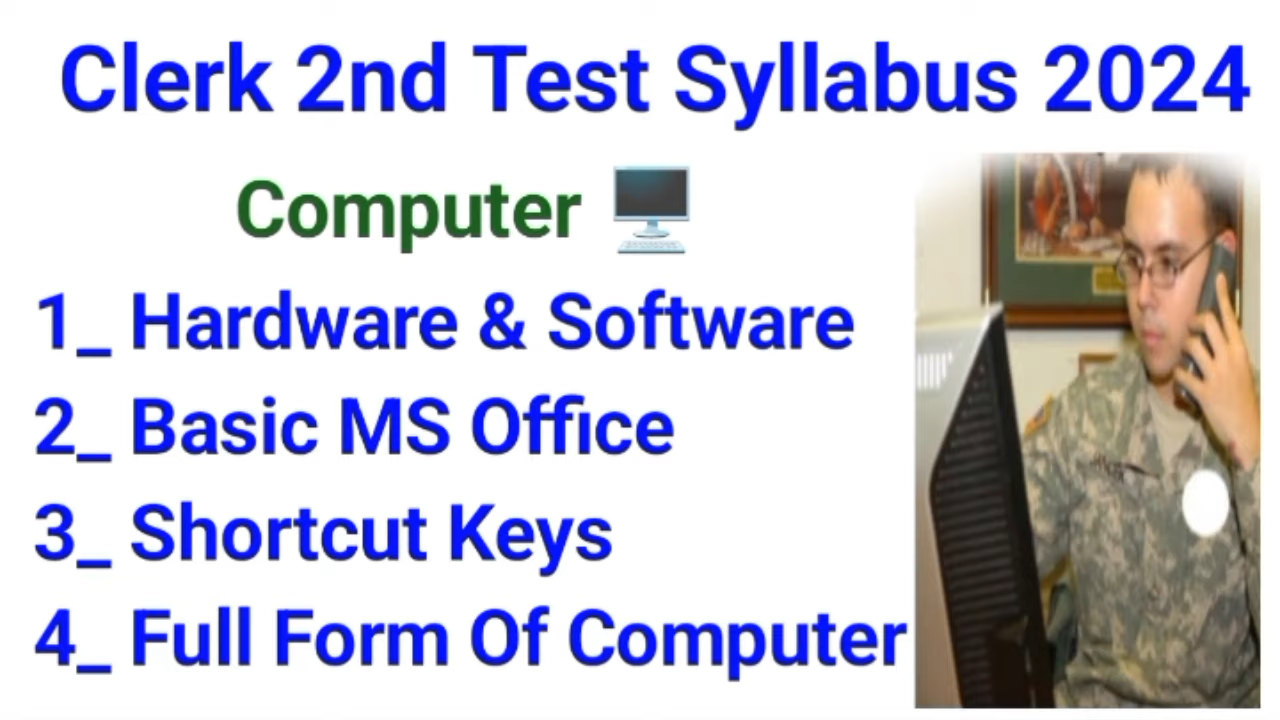 Clerk 2nd Test Syllabus 2024
Computer
1_ Hardware & Software
2_ Basic MS Office
3_ Shortcut Keys
4_ Full Form Of Computer